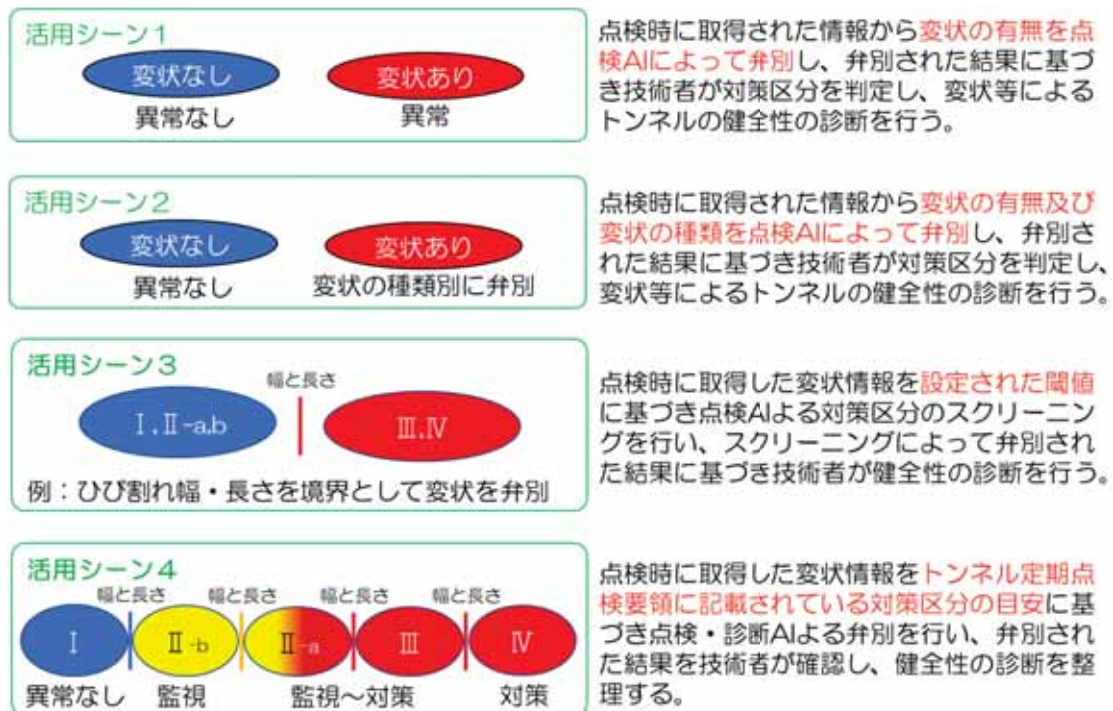 活用シーン1
変状なし
変状あり
異常なし
異常
点検時に取得された情報から変状の有無を点
検AIによって弁別し、弁別された結果に基づ
き技術者が対策区分を判定し、変状等による
トンネルの健全性の診断を行う。
活用シーン2
変状なし
変状あり
異常なし
変状の種類別に弁別
点検時に取得された情報から変状の有無及び
変状の種類を点検AIによって弁別し、弁別さ
れた結果に基づき技術者が対策区分を判定し、
変状等によるトンネルの健全性の診断を行う。
活用シーン3
幅と長さ
Ⅰ,Ⅱ-a,b
Ⅲ,Ⅳ
例:ひび割れ幅・長さを境界として変状を弁別
点検時に取得した変状情報を設定された閾値
に基づき点検AIよる対策区分のスクリーニン
グを行い、スクリーニングによって弁別され
た結果に基づき技術者が健全性の診断を行う。
活用シーン4
幅と長さ 幅と長さ 幅と長さ 幅と長さ
Ⅰ Ⅱ-b Ⅱ-a Ⅲ Ⅳ
異常なし 監視 監視~対策 対策
点検時に取得した変状情報をトンネル定期点
検要領に記載されている対策区分の目安に基
づき点検・診断AIよる弁別を行い、弁別され
た結果を技術者が確認し、健全性の診断を整
理する。